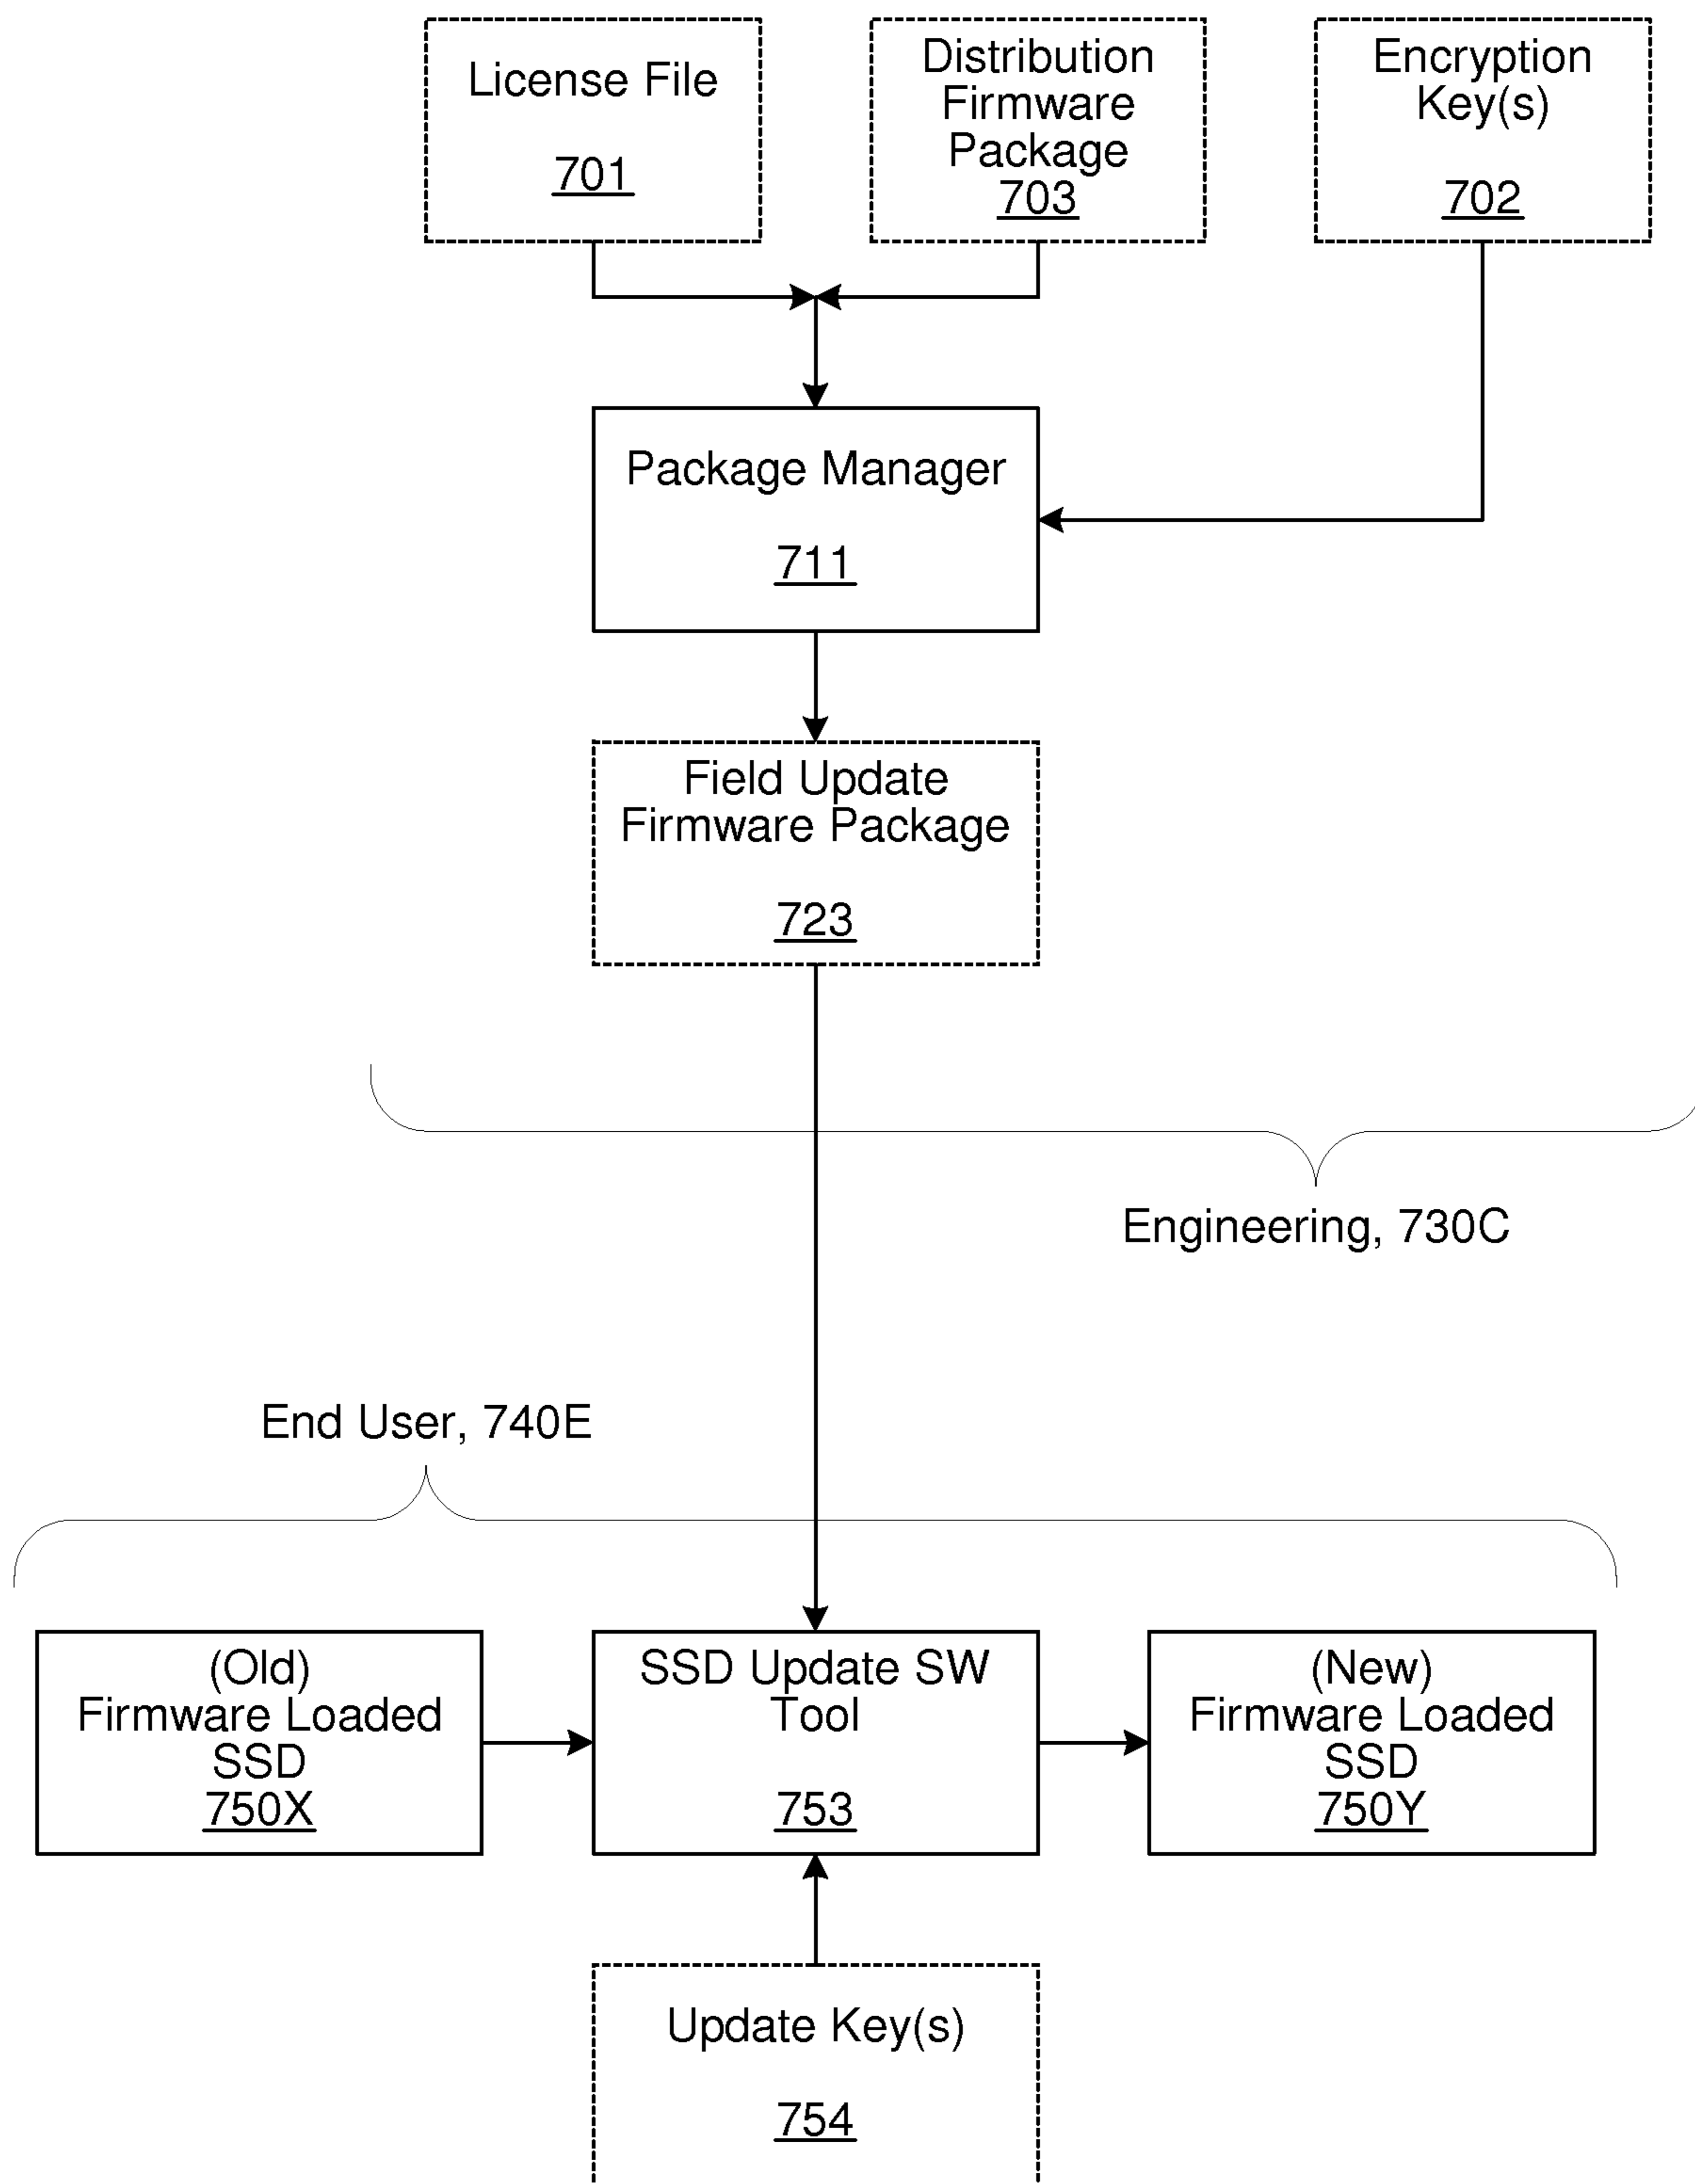 License File
701
Distribution
Firmware
Package
703
Encryption
Key(s)
702
Package Manager
711
Field Update
Firmware Package
723
Engineering, 730C
End User, 740E
(Old)
Firmware Loaded
SSD
750X
SSD Update SW
Tool
753
(New)
Firmware Loaded
SSD
750Y
Update Key(s)
754